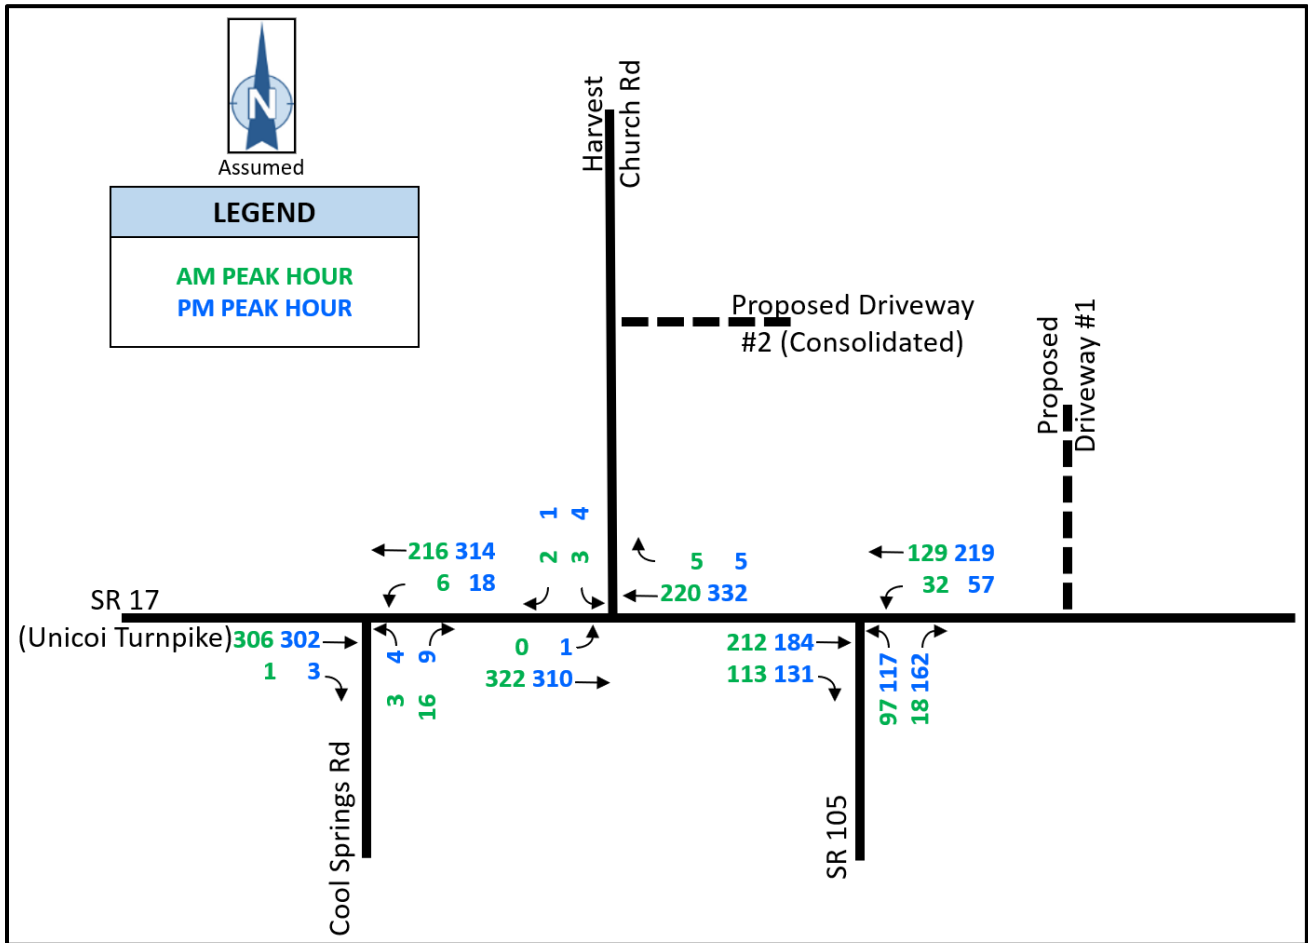 N
Assumed
LEGEND
AM PEAK HOUR
PM PEAK HOUR
Harvest
Church Rd
Proposed Driveway
#2 (Consolidated)
Proposed
Driveway #1
1 4
2 3
216 314
6 18
5 5
220 332
129 219
32 57
SR 17
(Unicoi Turnpike)
306 302
1 3
4 9
3 16
0 1
322 310
212 184
113 131
117 162
97 18
Cool Springs Rd
SR 105